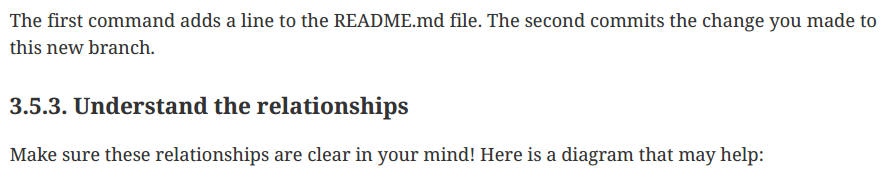 The first command adds a line to the README.md file. The second commits the change you made to
this new branch.
3.5.3. Understand the relationships
Make sure these relationships are clear in your mind! Here is a diagram that may help: